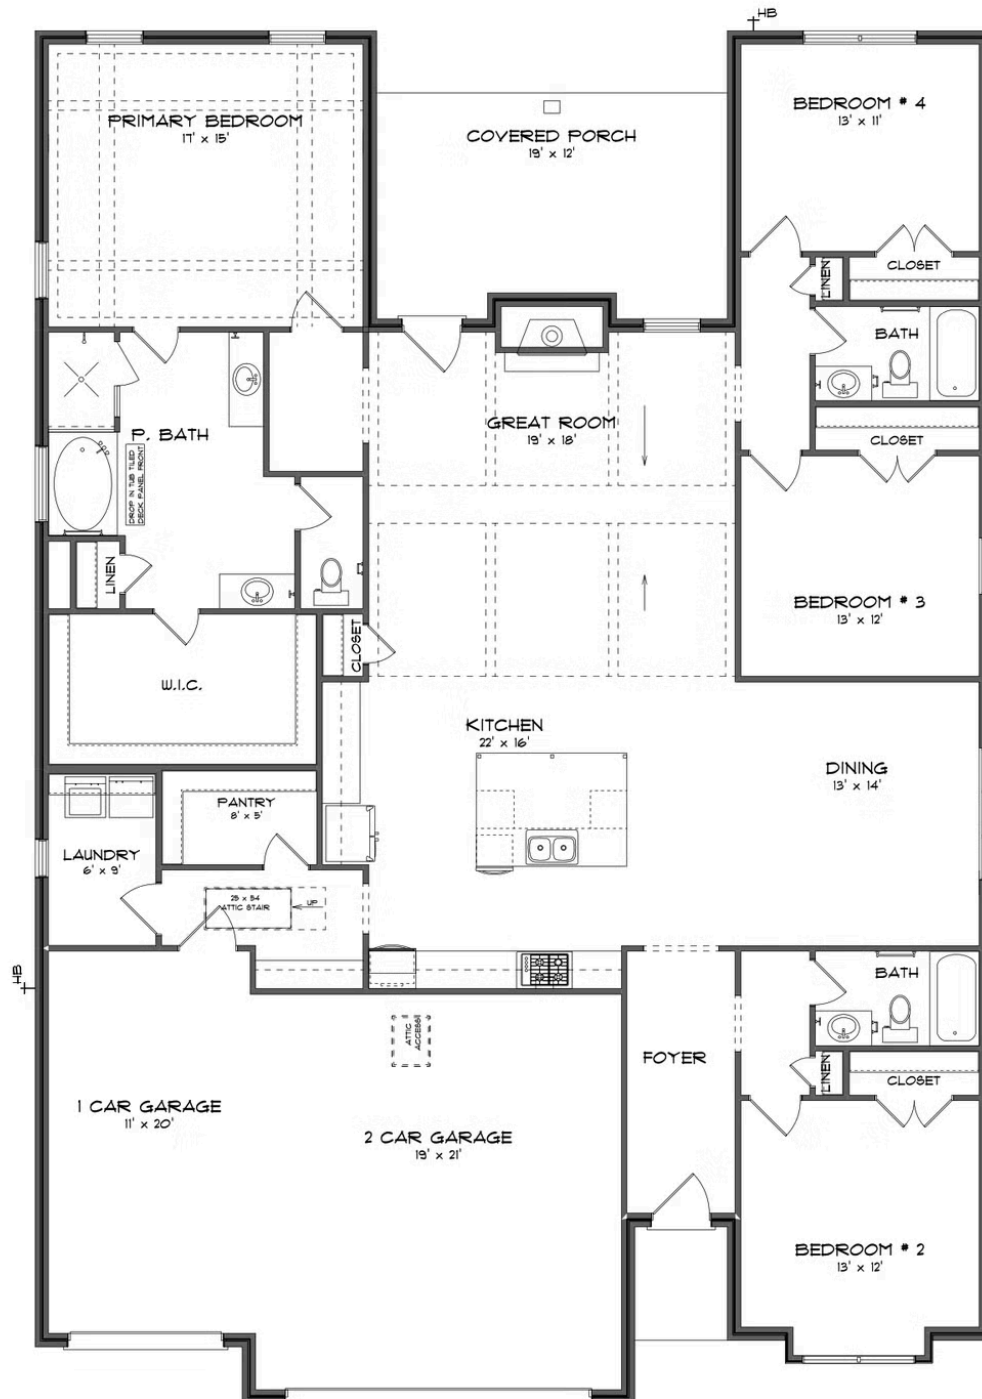 HB
PRIMARY BEDROOM
17' x 15'
COVERED PORCH
19' x 12'
BEDROOM # 4
13' x 11'
LINEN
CLOSET
BATH
CLOSET
P. BATH
DROP IN TUB TILED
DECK PANEL FRONT
GREAT ROOM
19' x 18'
LINEN
BEDROOM # 3
13' x 12'
CLOSET
W.I.C.
KITCHEN
22' x 16'
DINING
13' x 14'
PANTRY
8' x 5'
LAUNDRY
6' x 9'
25 x 54
ATTIC STAIR
UP
HB
BATH
ATTIC
ACCESS
FOYER
LINEN
CLOSET
1 CAR GARAGE
11' x 20'
2 CAR GARAGE
19' x 21'
BEDROOM # 2
13' x 12'